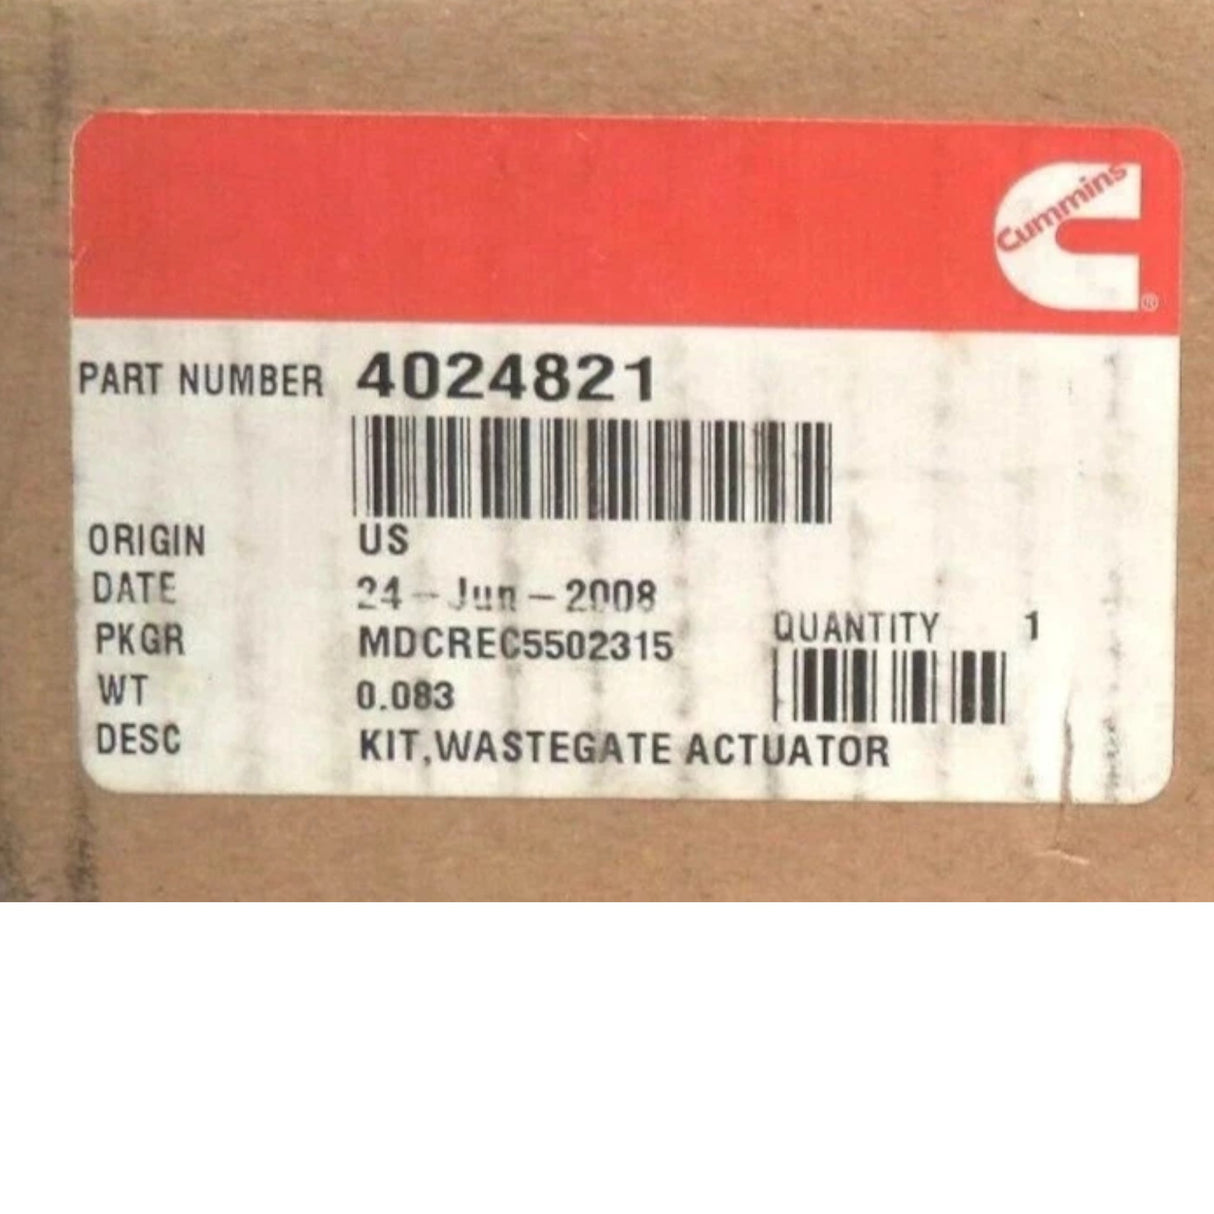 Cummins
®
PART NUMBER 4024821
ORIGIN US
DATE 24-Jun-2008
PKGR MDCREC5502315
QUANTITY 1
WT 0.083
DESC KIT,WASTEGATE ACTUATOR